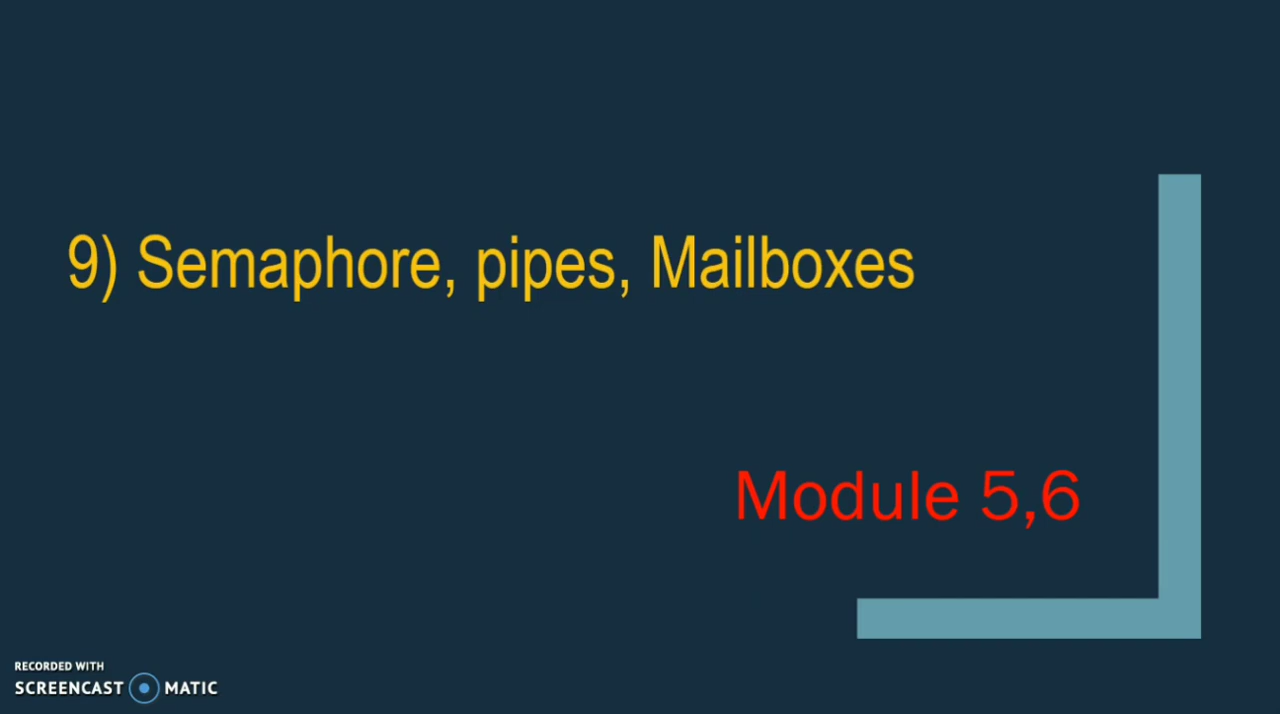 9) Semaphore, pipes, Mailboxes
Module 5,6
RECORDED WITH
SCREENCAST MATIC